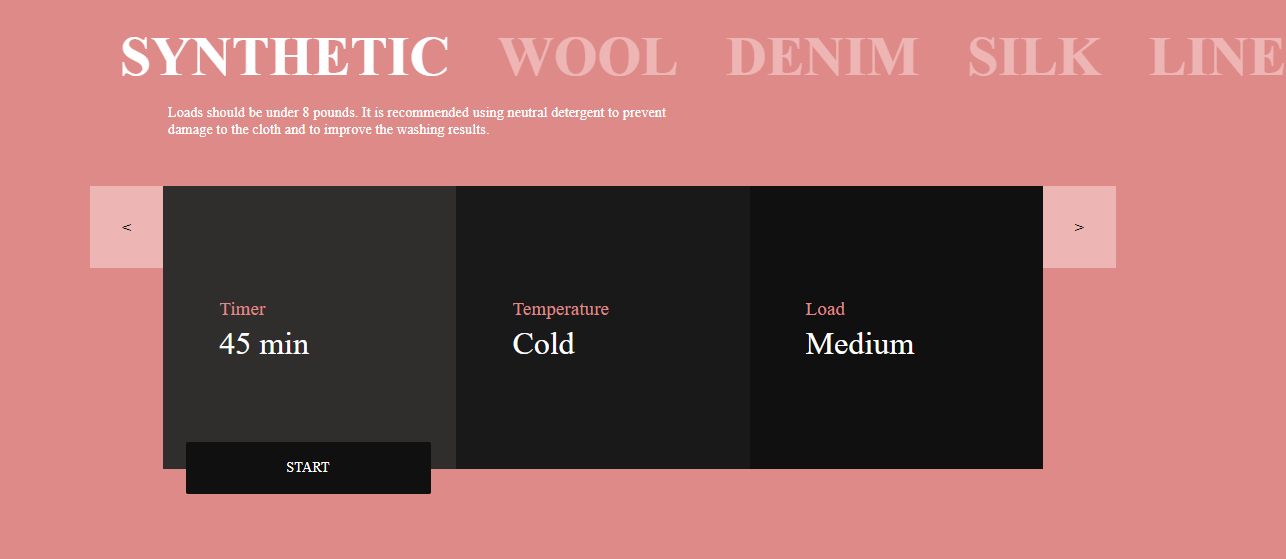 SYNTHETIC WOOL DENIM SILK LINE
Loads should be under 8 pounds. It is recommended using neutral detergent to prevent
damage to the cloth and to improve the washing results.
< >
Timer Temperature Load
45 min Cold Medium
START